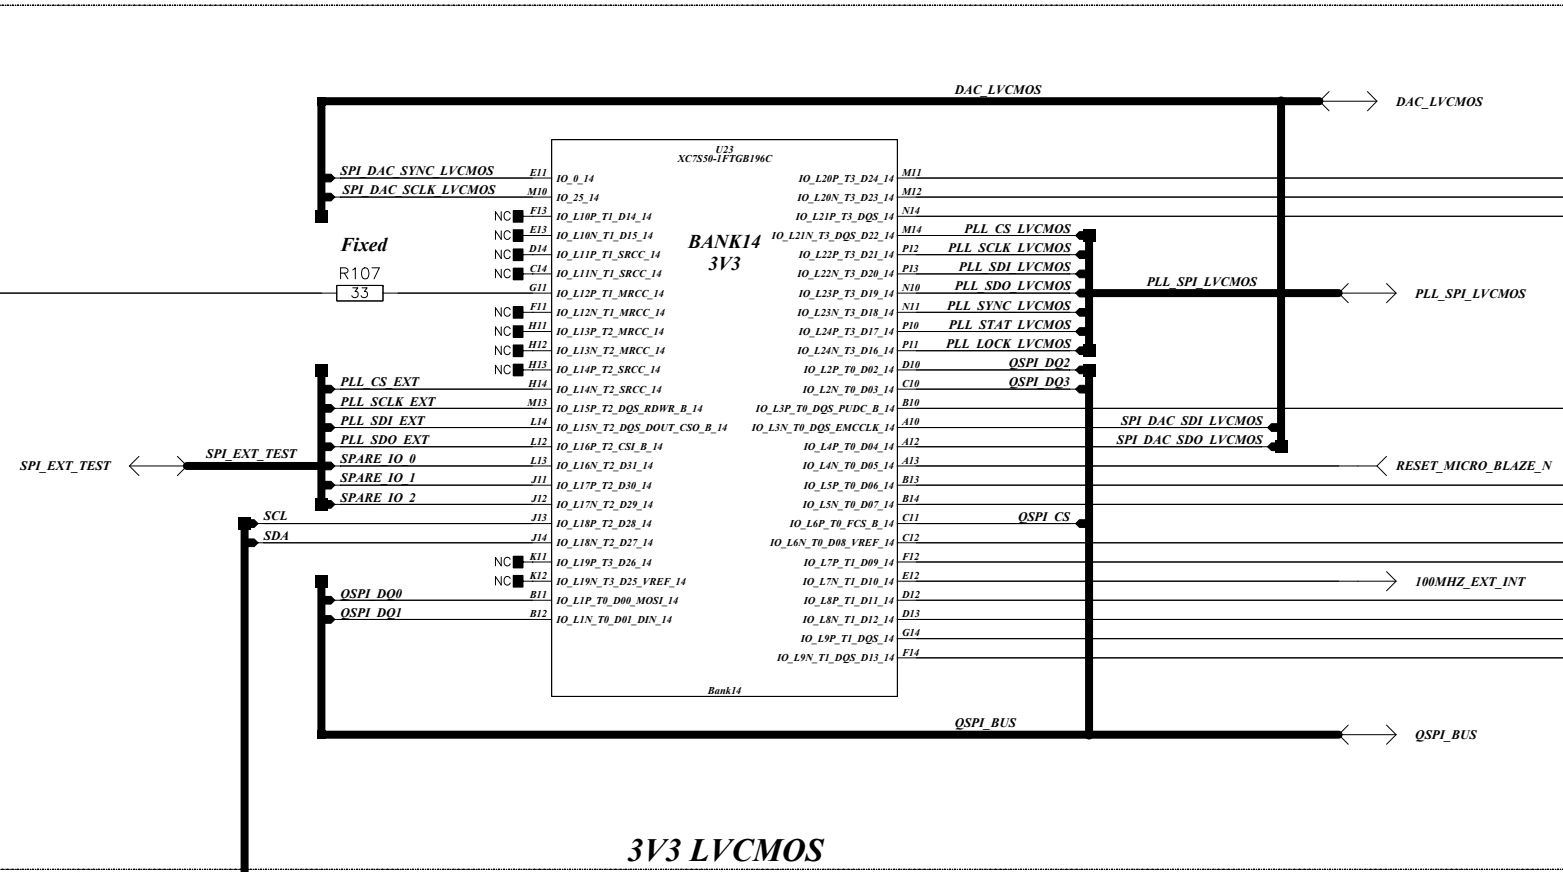 DAC_LVCMOS
DAC_LVCMOS
U23
XC7S50-1FTGB196C
BANK14
3V3
SPI_DAC_SYNC_LVCMOS E11 IO_0_14
SPI_DAC_SCLK_LVCMOS M10 IO_25_14
NC F13 IO_L10P_T1_D14_14
NC E13 IO_L10N_T1_D15_14
NC D14 IO_L11P_T1_SRCC_14
NC C14 IO_L11N_T1_SRCC_14
Fixed
R107
33
G11 IO_L12P_T1_MRCC_14
NC F11 IO_L12N_T1_MRCC_14
NC H11 IO_L13P_T2_MRCC_14
NC H12 IO_L13N_T2_MRCC_14
NC H13 IO_L14P_T2_SRCC_14
PLL_CS_EXT H14 IO_L14N_T2_SRCC_14
PLL_SCLK_EXT M13 IO_L15P_T2_DQS_RDWR_B_14
PLL_SDI_EXT L14 IO_L15N_T2_DQS_DOUT_CSO_B_14
PLL_SDO_EXT L12 IO_L16P_T2_CSI_B_14
SPI_EXT_TEST
SPI_EXT_TEST
SPARE_IO_0 L13 IO_L16N_T2_D31_14
SPARE_IO_1 J11 IO_L17P_T2_D30_14
SPARE_IO_2 J12 IO_L17N_T2_D29_14
SCL J13 IO_L18P_T2_D28_14
SDA J14 IO_L18N_T2_D27_14
NC K11 IO_L19P_T3_D26_14
NC K12 IO_L19N_T3_D25_VREF_14
QSPI_DQ0 B11 IO_L1P_T0_D00_MOSI_14
QSPI_DQ1 B12 IO_L1N_T0_D01_DIN_14
IO_L20P_T3_D24_14 M11
IO_L20N_T3_D23_14 M12
IO_L21P_T3_DQS_14 N14
IO_L21N_T3_DQS_D22_14 M14 PLL_CS_LVCMOS
IO_L22P_T3_D21_14 P12 PLL_SCLK_LVCMOS
IO_L22N_T3_D20_14 P13 PLL_SDI_LVCMOS
IO_L23P_T3_D19_14 N10 PLL_SDO_LVCMOS
PLL_SPI_LVCMOS
PLL_SPI_LVCMOS
IO_L23N_T3_D18_14 N11 PLL_SYNC_LVCMOS
IO_L24P_T3_D17_14 P10 PLL_STAT_LVCMOS
IO_L24N_T3_D16_14 P11 PLL_LOCK_LVCMOS
IO_L2P_T0_D02_14 D10 QSPI_DQ2
IO_L2N_T0_D03_14 C10 QSPI_DQ3
IO_L3P_T0_DQS_PUDC_B_14 B10
IO_L3N_T0_DQS_EMCCLK_14 A10 SPI_DAC_SDI_LVCMOS
IO_L4P_T0_D04_14 A12 SPI_DAC_SDO_LVCMOS
IO_L4N_T0_D05_14 A13 RESET_MICRO_BLAZE_N
IO_L5P_T0_D06_14 B13
IO_L5N_T0_D07_14 B14
IO_L6P_T0_FCS_B_14 C11 QSPI_CS
IO_L6N_T0_D08_VREF_14 C12
IO_L7P_T1_D09_14 F12
IO_L7N_T1_D10_14 E12 100MHZ_EXT_INT
IO_L8P_T1_D11_14 D12
IO_L8N_T1_D12_14 D13
IO_L9P_T1_DQS_14 G14
IO_L9N_T1_DQS_D13_14 F14
Bank14
QSPI_BUS
QSPI_BUS
3V3 LVCMOS